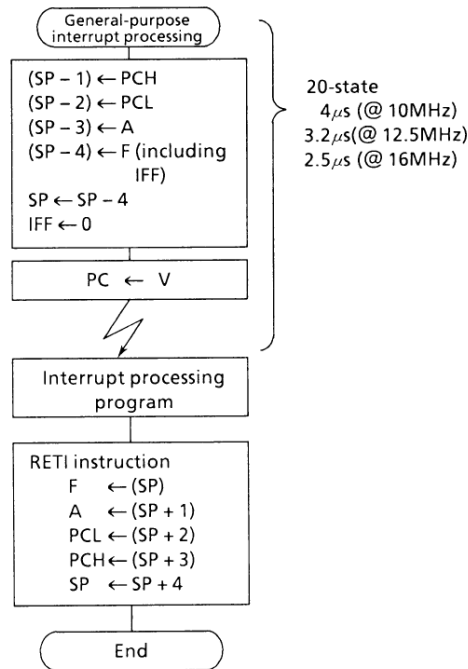 General-purpose
interrupt processing
(SP – 1) ← PCH
(SP – 2) ← PCL
(SP – 3) ← A
(SP – 4) ← F (including
IFF)
SP ← SP – 4
IFF ← 0
PC ← V
20-state
4μs (@ 10MHz)
3.2μs(@ 12.5MHz)
2.5μs (@ 16MHz)
Interrupt processing
program
RETI instruction
F ← (SP)
A ← (SP + 1)
PCL ← (SP + 2)
PCH ← (SP + 3)
SP ← SP + 4
End